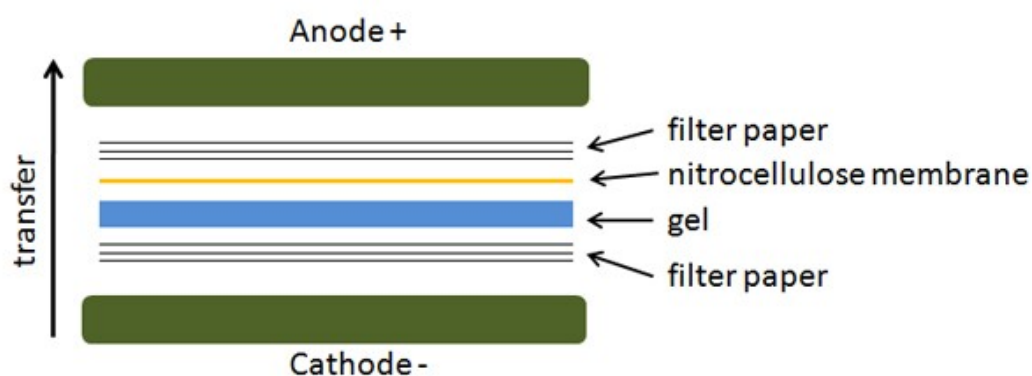 Anode +
transfer
filter paper
nitrocellulose membrane
gel
filter paper
Cathode -